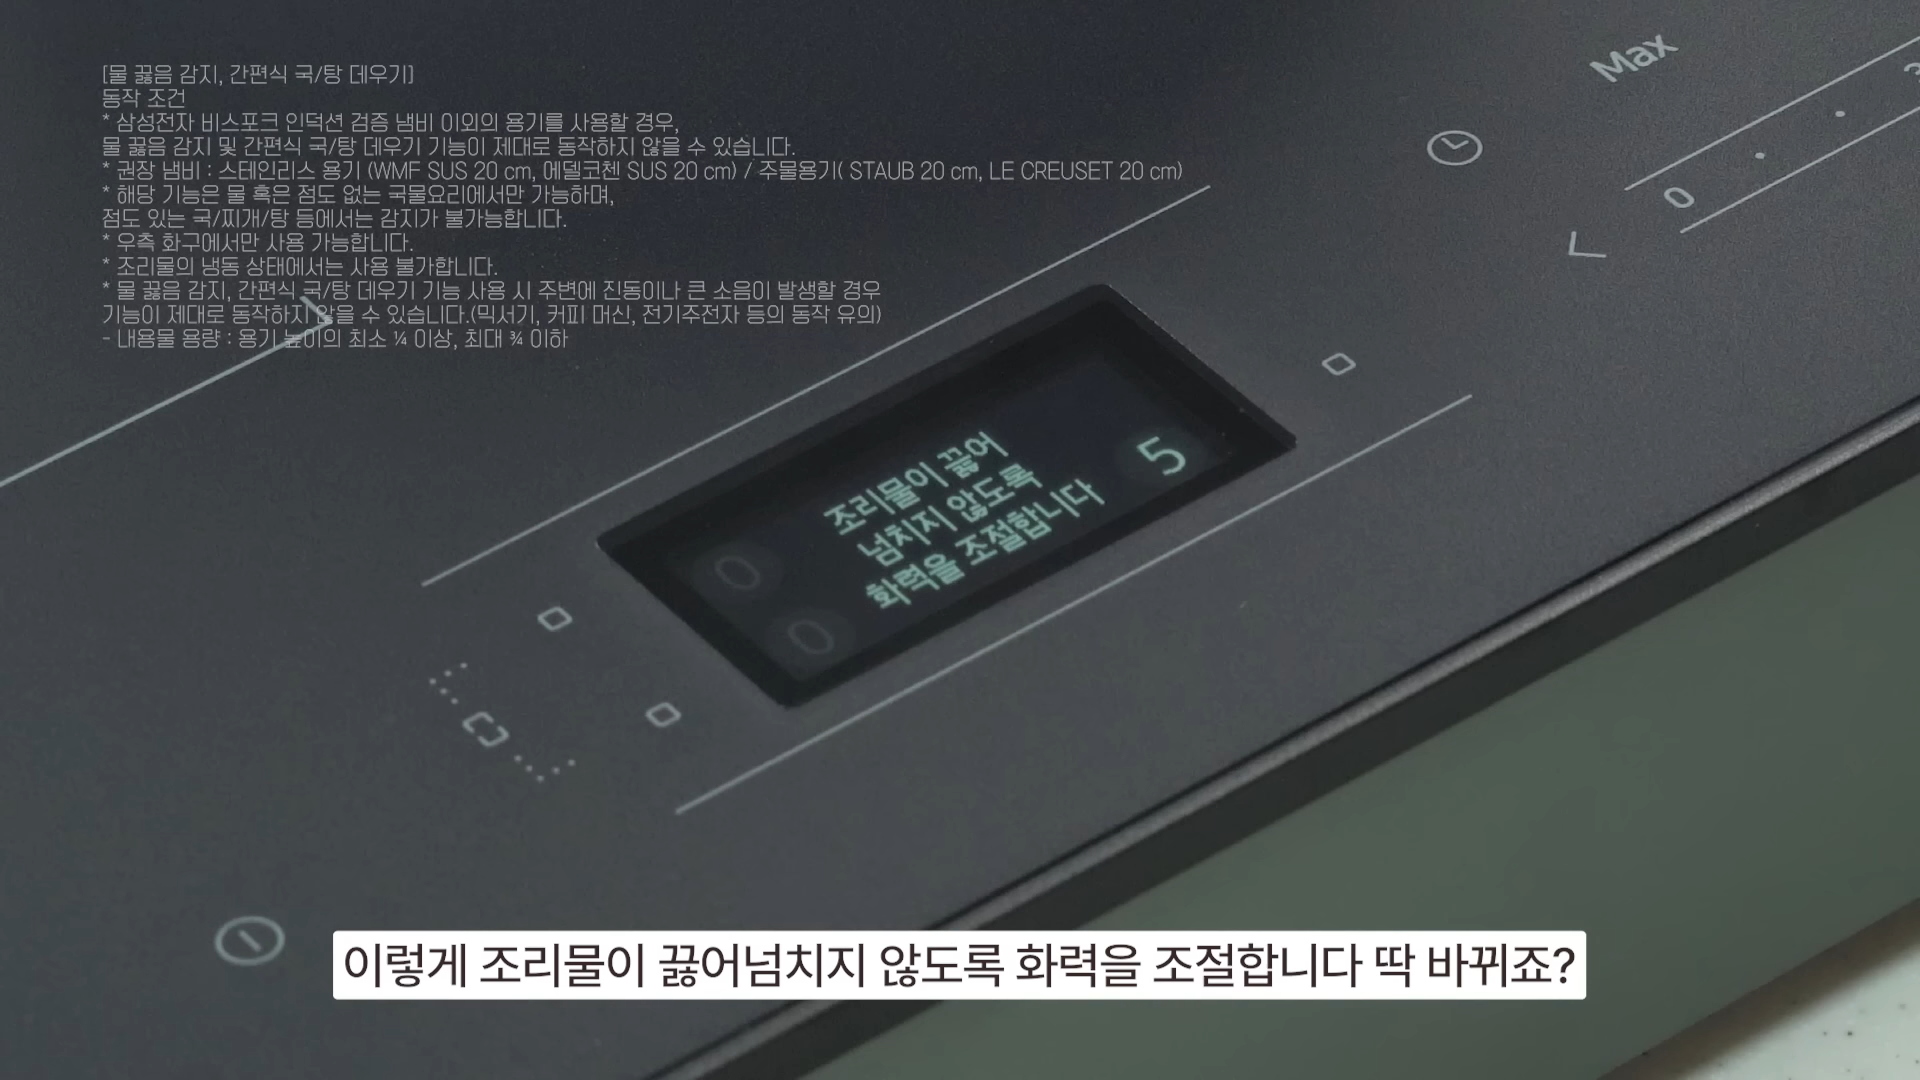 [물 끓음 감지, 간편식 국/탕 데우기]
동작 조건
* 삼성전자 비스포크 인덕션 검증 냄비 이외의 용기를 사용할 경우,
물 끓음 감지 및 간편식 국/탕 데우기 기능이 제대로 동작하지 않을 수 있습니다.
* 권장 냄비 : 스테인리스 용기 (WMF SUS 20 cm, 에델코첸 SUS 20 cm) / 주물용기( STAUB 20 cm, LE CREUSET 20 cm)
* 해당 기능은 물 혹은 점도 없는 국물요리에서만 가능하며,
점도 있는 국/찌개/탕 등에서는 감지가 불가능합니다.
* 우측 화구에서만 사용 가능합니다.
* 조리물의 냉동 상태에서는 사용 불가합니다.
* 물 끓음 감지, 간편식 국/탕 데우기 기능 사용 시 주변에 진동이나 큰 소음이 발생할 경우
기능이 제대로 동작하지 않을 수 있습니다.(믹서기, 커피 머신, 전기주전자 등의 동작 유의)
- 내용물 용량 : 용기 높이의 최소 ¼ 이상, 최대 ¾ 이하
Max
0
3
조리물이 끓어
넘치지 않도록
화력을 조절합니다
5
0
0
이렇게 조리물이 끓어넘치지 않도록 화력을 조절합니다 딱 바뀌죠?